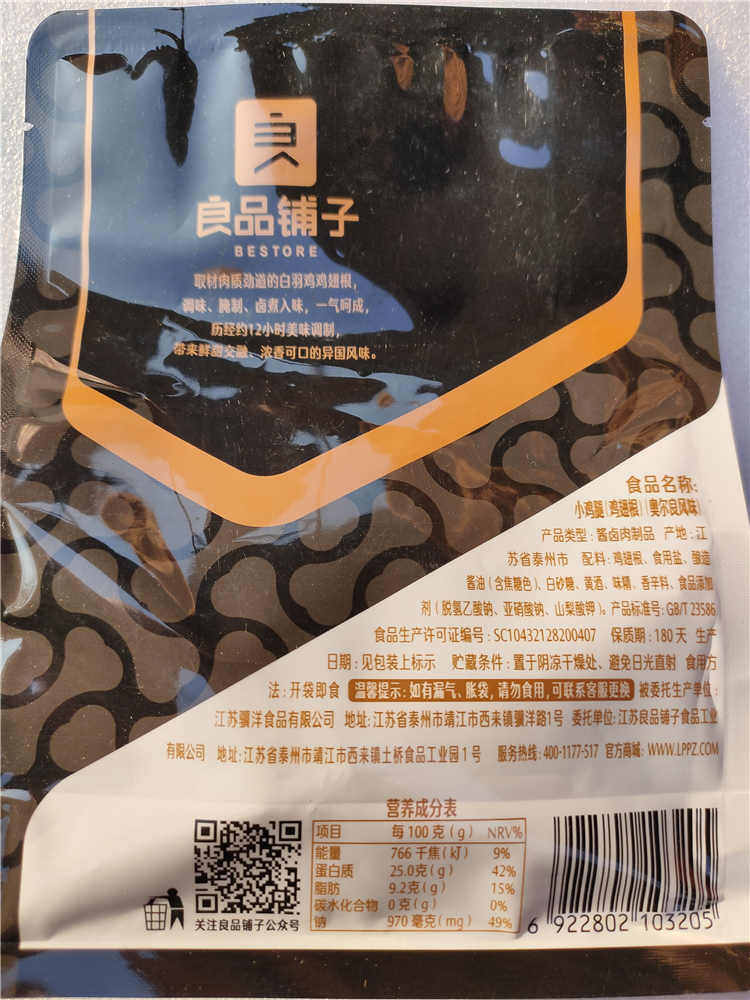 良品铺子
BESTORE
取材肉质劲道的白羽鸡鸡翅根，
调味、腌制、卤煮入味，一气呵成，
历经约12小时美味调制，
带来鲜甜交融、浓香可口的异国风味。
食品名称：
小鸡腿（鸡翅根）（奥尔良风味）
产品类型：酱卤肉制品 产地：江
苏省泰州市 配料：鸡翅根、食用盐、酿造
酱油（含焦糖色）、白砂糖、黄酒、味精、香辛料、食品添加
剂（脱氢乙酸钠、亚硝酸钠、山梨酸钾）。产品标准号：GB/T 23586
食品生产许可证编号：SC10432128200407 保质期：180天 生产
日期：见包装上标示 贮藏条件：置于阴凉干燥处、避免日光直射 食用方
法：开袋即食 温馨提示：如有漏气、胀袋，请勿食用，可联系客服更换 被委托生产单位：
江苏骥洋食品有限公司 地址：江苏省泰州市靖江市西来镇骥洋路1号 委托单位：江苏良品铺子食品工业
有限公司 地址：江苏省泰州市靖江市西来镇土桥食品工业园1号 服务热线：400-1177-517 官方商城：WWW.LPPZ.COM
营养成分表
项目 每100克（g） NRV%
能量 766千焦（kJ） 9%
蛋白质 25.0克（g） 42%
脂肪 9.2克（g） 15%
碳水化合物 0克（g） 0%
钠 970毫克（mg） 49%
关注良品铺子公众号
6 922802 103205